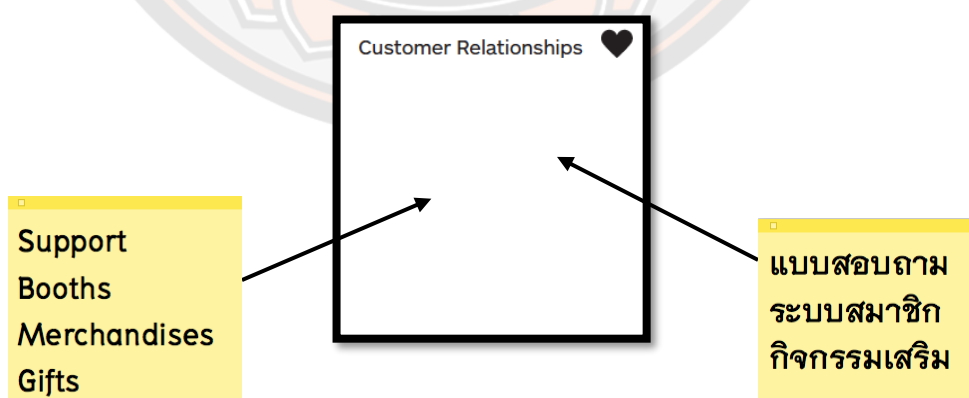 Customer Relationships
Support
Booths
Merchandises
Gifts
แบบสอบถาม
ระบบสมาชิก
กิจกรรมเสริม